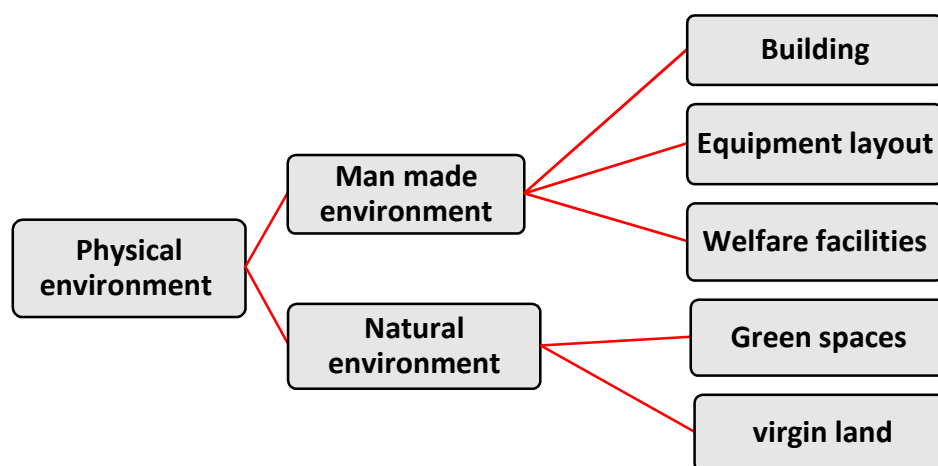 Physical
environment
Man made
environment
Natural
environment
Building
Equipment layout
Welfare facilities
Green spaces
virgin land